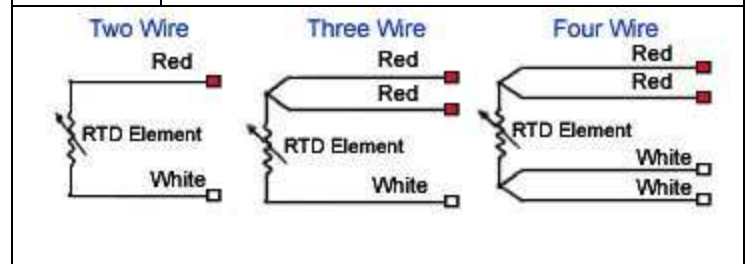 Two Wire
Red
RTD Element
White
Three Wire
Red
Red
RTD Element
White
Four Wire
Red
Red
RTD Element
White
White